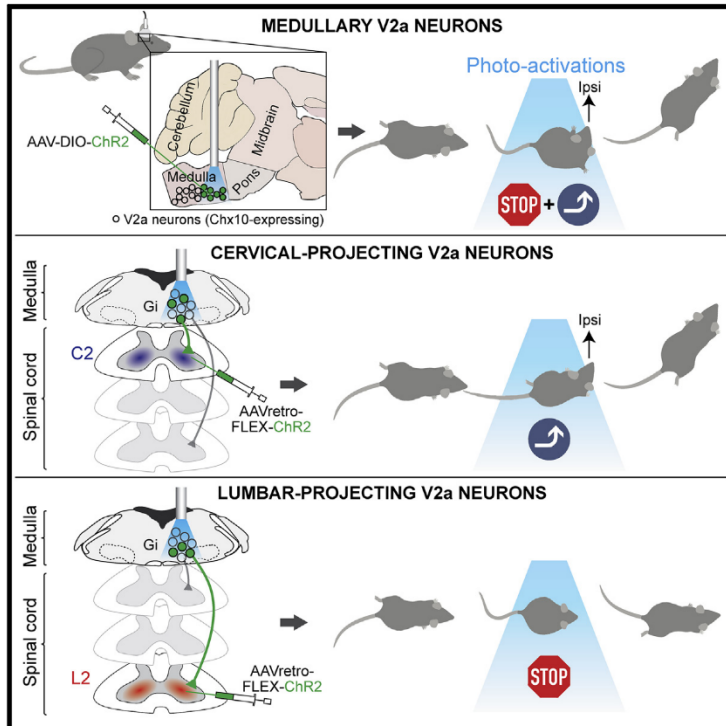 MEDULLARY V2a NEURONS
AAV-DIO-ChR2
Cerebellum
Midbrain
Medulla
Pons
V2a neurons (Chx10-expressing)
Photo-activations
Ipsi
STOP
+
CERVICAL-PROJECTING V2a NEURONS
Medulla
Gi
Spinal cord
C2
AAVretro-
FLEX-ChR2
Ipsi
LUMBAR-PROJECTING V2a NEURONS
Medulla
Gi
Spinal cord
L2
AAVretro-
FLEX-ChR2
STOP